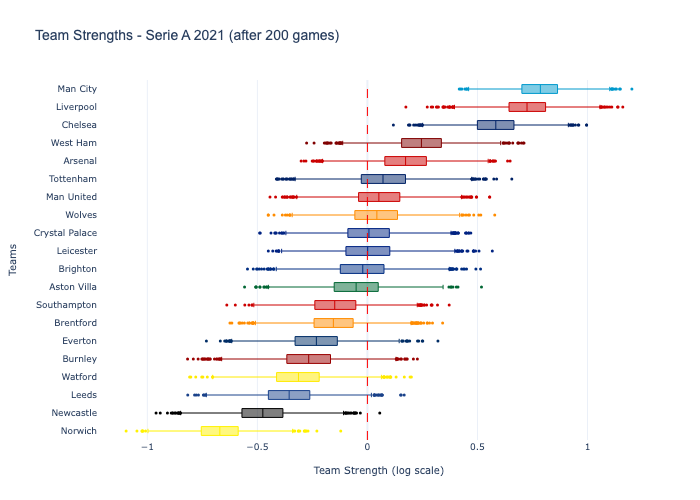 Team Strengths - Serie A 2021 (after 200 games)
Man City
Liverpool
Chelsea
West Ham
Arsenal
Tottenham
Man United
Wolves
Crystal Palace
Leicester
Brighton
Aston Villa
Southampton
Brentford
Everton
Burnley
Watford
Leeds
Newcastle
Norwich
Teams
−1 −0.5 0 0.5 1
Team Strength (log scale)